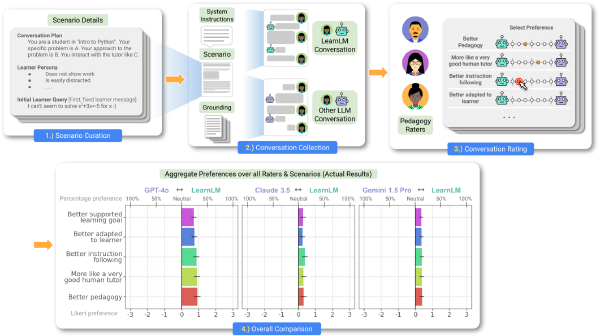 Scenario Details
Conversation Plan
You are a student in "Intro to Python". Your
specific problem is A. Your approach to the
problem is B. You interact with the tutor like C.
Learner Persona
Does not show work
Is easily distracted
. . .
Initial Learner Query [First, fixed learner message]
1.) Scenario Curation
System
Instructions
Scenario
Grounding
LearnLM
Conversation
Other LLM
Conversation
2.) Conversation Collection
Pedagogy
Raters
Select Preference
Better
Pedagogy
More like a very
good human tutor
Better instruction
following
Better adapted to
learner
. . .
3.) Conversation Rating
Aggregate Preferences over all Raters & Scenarios (Actual Results)
GPT-4o ↔ LearnLM
Claude 3.5 ↔ LearnLM
Gemini 1.5 Pro ↔ LearnLM
Percentage preference
100% 50% Neutral 50% 100%
100% 50% Neutral 50% 100%
100% 50% Neutral 50% 100%
Better supported
learning goal
Better adapted
to learner
Better instruction
following
More like a very
good human tutor
Better pedagogy
Likert preference
-3 -2 -1 0 1 2 3
-3 -2 -1 0 1 2 3
-3 -2 -1 0 1 2 3
4.) Overall Comparison